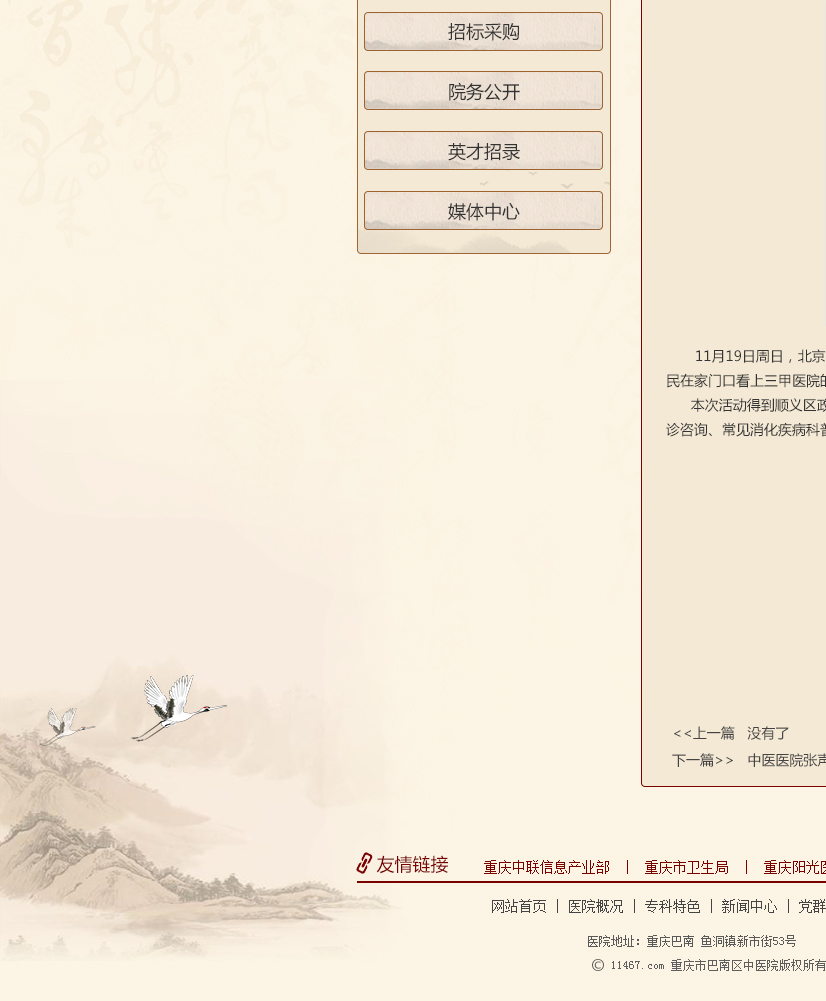 招标采购
院务公开
英才招录
媒体中心
11月19日周日，北京
民在家门口看上三甲医院的
本次活动得到顺义区政
诊咨询、常见消化疾病科普
<<上一篇 没有了
下一篇>> 中医医院张声
友情链接 重庆中联信息产业部 | 重庆市卫生局 | 重庆阳光医
网站首页 | 医院概况 | 专科特色 | 新闻中心 | 党群
医院地址：重庆巴南 鱼洞镇新市街53号
© 11467.com 重庆市巴南区中医院版权所有